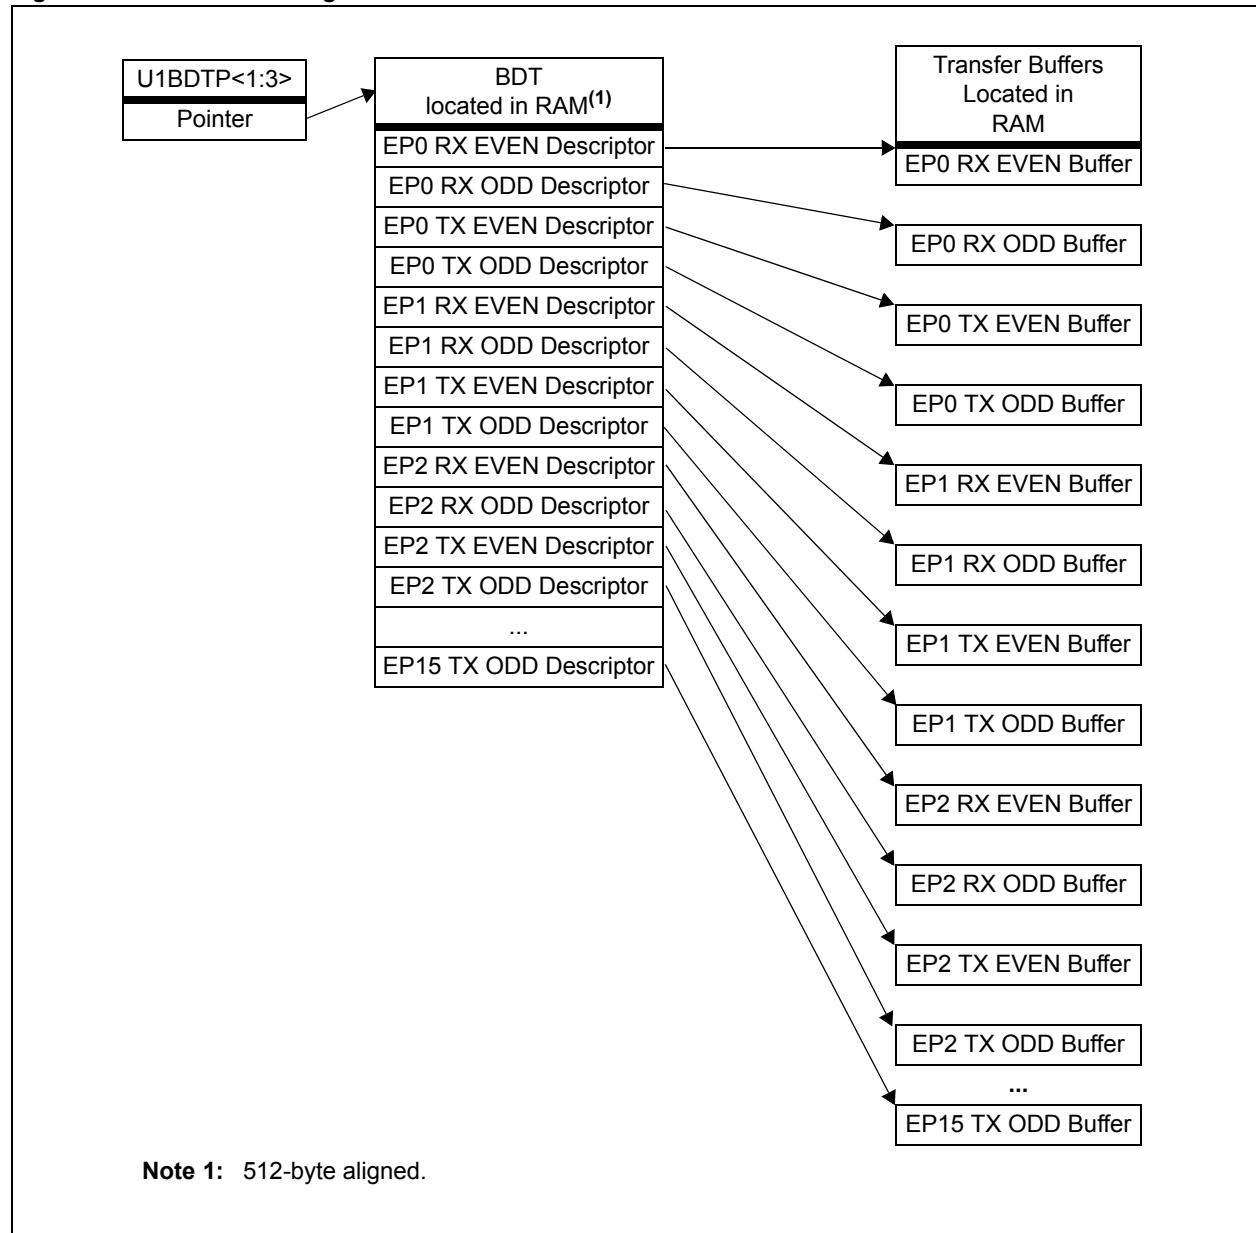 U1BDTP<1:3>
Pointer
BDT
located in RAM(1)
EP0 RX EVEN Descriptor
EP0 RX ODD Descriptor
EP0 TX EVEN Descriptor
EP0 TX ODD Descriptor
EP1 RX EVEN Descriptor
EP1 RX ODD Descriptor
EP1 TX EVEN Descriptor
EP1 TX ODD Descriptor
EP2 RX EVEN Descriptor
EP2 RX ODD Descriptor
EP2 TX EVEN Descriptor
EP2 TX ODD Descriptor
...
EP15 TX ODD Descriptor
Transfer Buffers
Located in
RAM
EP0 RX EVEN Buffer
EP0 RX ODD Buffer
EP0 TX EVEN Buffer
EP0 TX ODD Buffer
EP1 RX EVEN Buffer
EP1 RX ODD Buffer
EP1 TX EVEN Buffer
EP1 TX ODD Buffer
EP2 RX EVEN Buffer
EP2 RX ODD Buffer
EP2 TX EVEN Buffer
EP2 TX ODD Buffer
...
EP15 TX ODD Buffer
Note 1: 512-byte aligned.